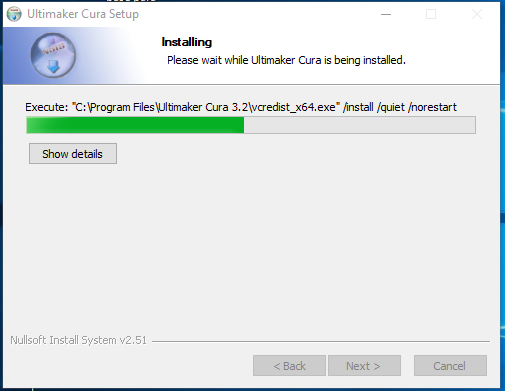 Ultimaker Cura Setup
Installing
Please wait while Ultimaker Cura is being installed.
Execute: "C:\Program Files\Ultimaker Cura 3.2\vcredist_x64.exe" /install /quiet /norestart
Show details
Nullsoft Install System v2.51
< Back
Next >
Cancel